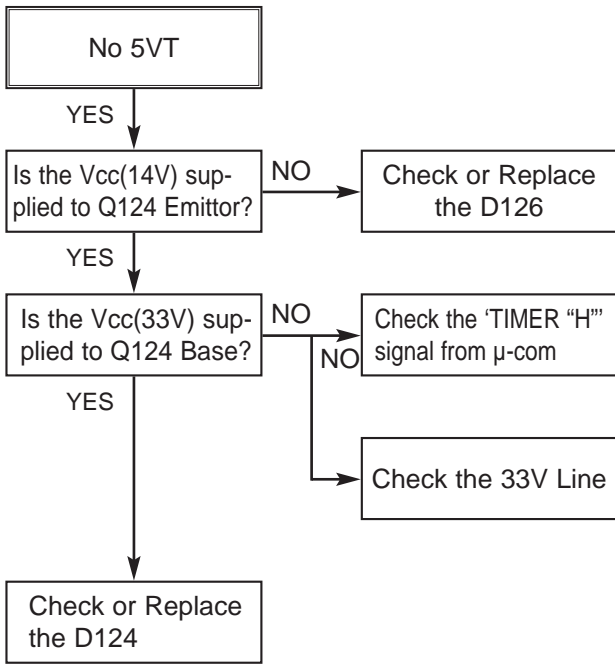 No 5VT
YES
Is the Vcc(14V) sup-
plied to Q124 Emittor?
NO
Check or Replace
the D126
YES
Is the Vcc(33V) sup-
plied to Q124 Base?
NO
NO
Check the ‘TIMER “H”’
signal from µ-com
YES
Check the 33V Line
Check or Replace
the D124